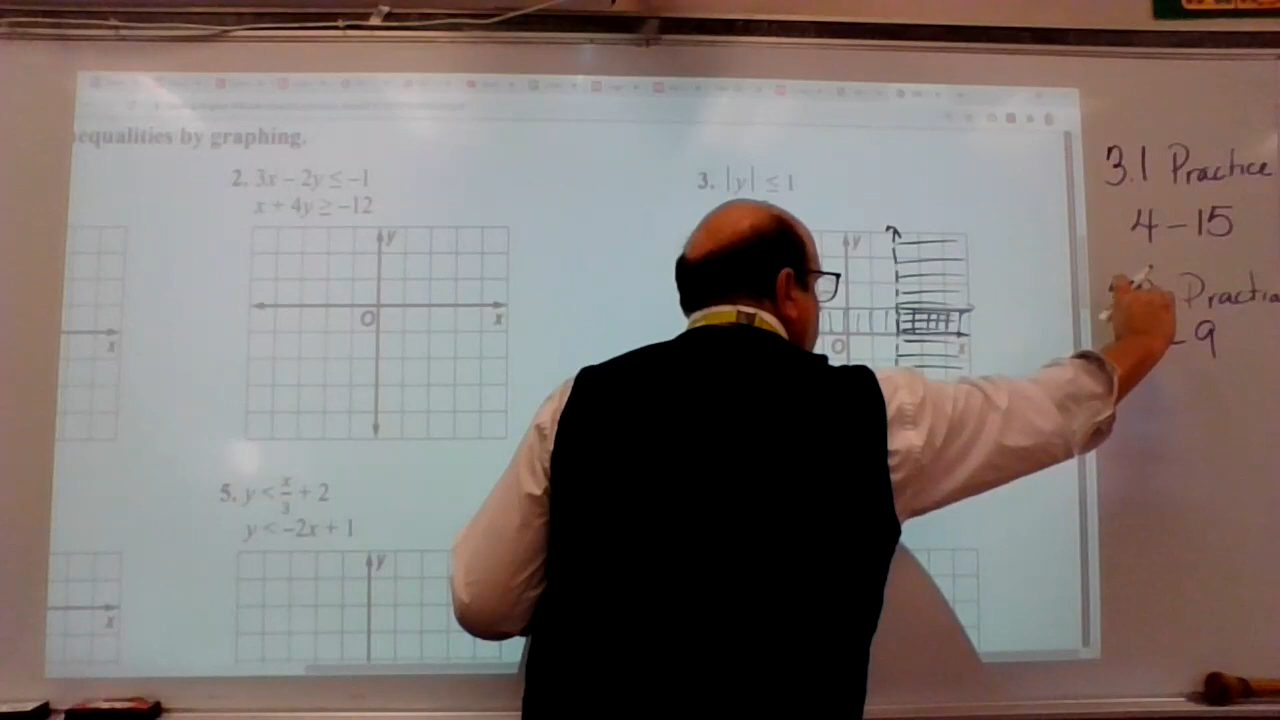 equalities by graphing.
2. 3x – 2y ≤ –1
x + 4y ≥ –12
3. |y| ≤ 1
y
O
x
y
O
x
x
5. y < x/3 + 2
y < –2x + 1
y
x
3.1 Practice
4–15
Practice
– 9